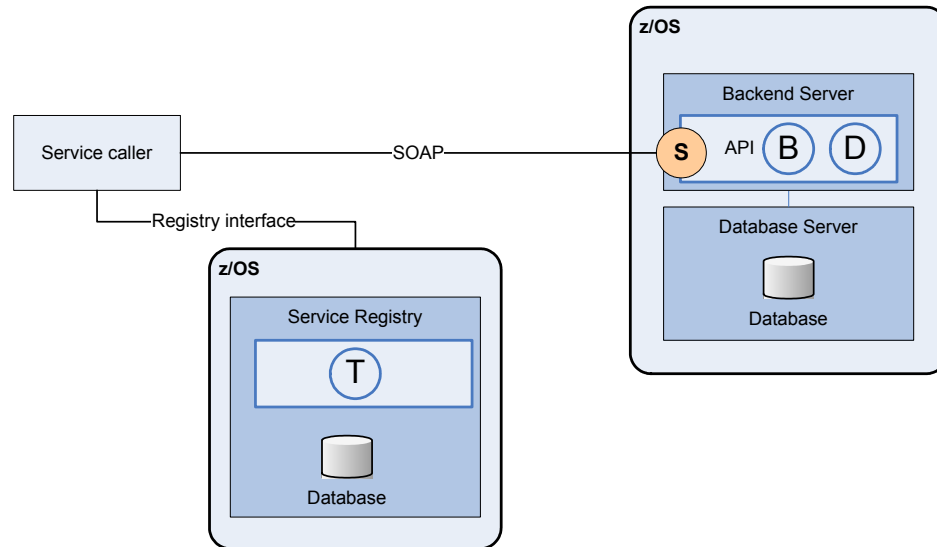 z/OS
Backend Server
Service caller
SOAP
S
API
B
D
Registry interface
Database Server
z/OS
Database
Service Registry
T
Database